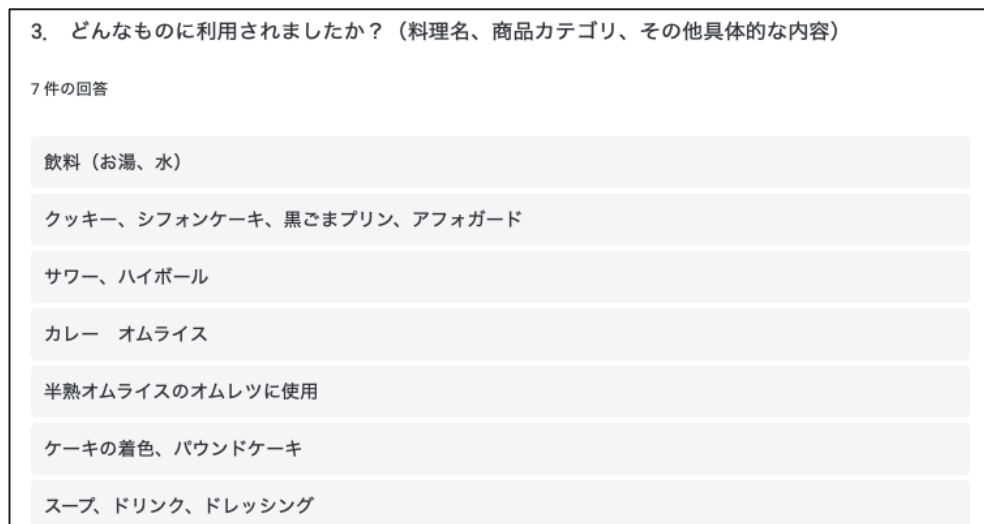 3.　どんなものに利用されましたか？（料理名、商品カテゴリ、その他具体的な内容）
7 件の回答
飲料（お湯、水）
クッキー、シフォンケーキ、黒ごまプリン、アフォガード
サワー、ハイボール
カレー　オムライス
半熟オムライスのオムレツに使用
ケーキの着色、パウンドケーキ
スープ、ドリンク、ドレッシング